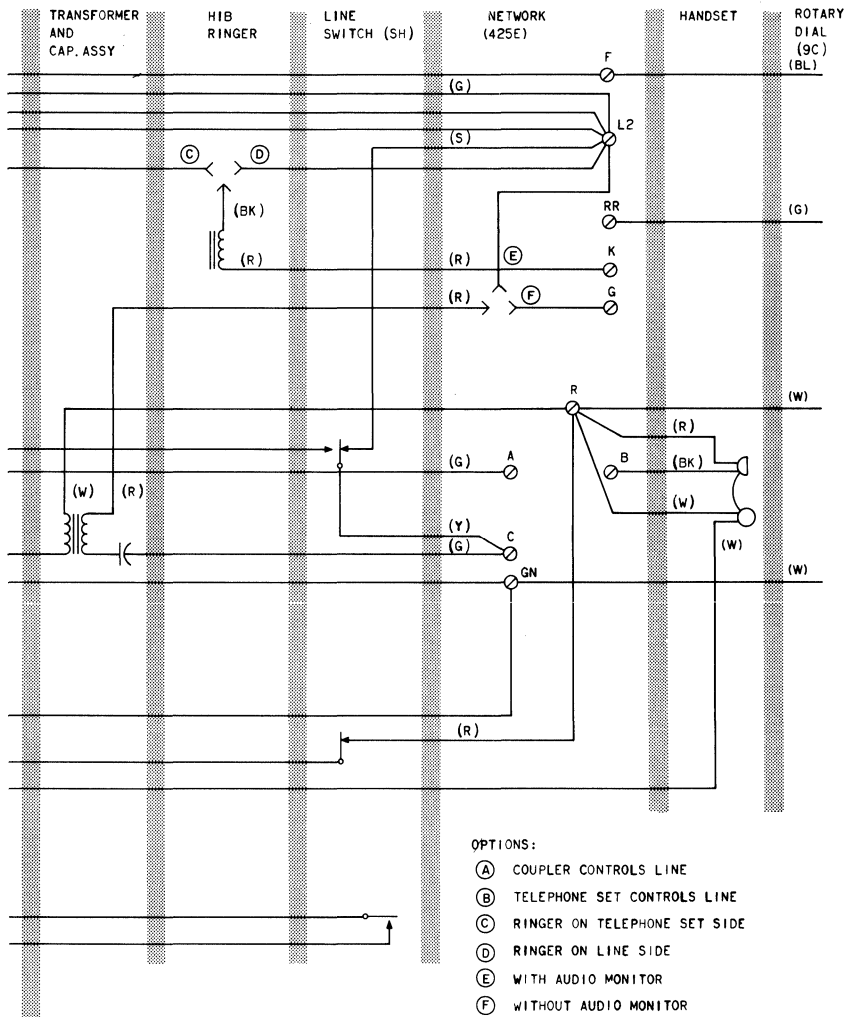 TRANSFORMER
AND
CAP. ASSY
HIB
RINGER
LINE
SWITCH (SH)
NETWORK
(425E)
HANDSET
ROTARY
DIAL
(9C)
(BL)
F
(G)
L2
(S)
C
D
(BK)
RR
(G)
(R)
(R)
E
K
(R)
F
G
R
(W)
(R)
A
(G)
B
(BK)
(W)
(R)
(W)
(Y)
C
(G)
(W)
GN
(W)
(R)
OPTIONS:
A COUPLER CONTROLS LINE
B TELEPHONE SET CONTROLS LINE
C RINGER ON TELEPHONE SET SIDE
D RINGER ON LINE SIDE
E WITH AUDIO MONITOR
F WITHOUT AUDIO MONITOR